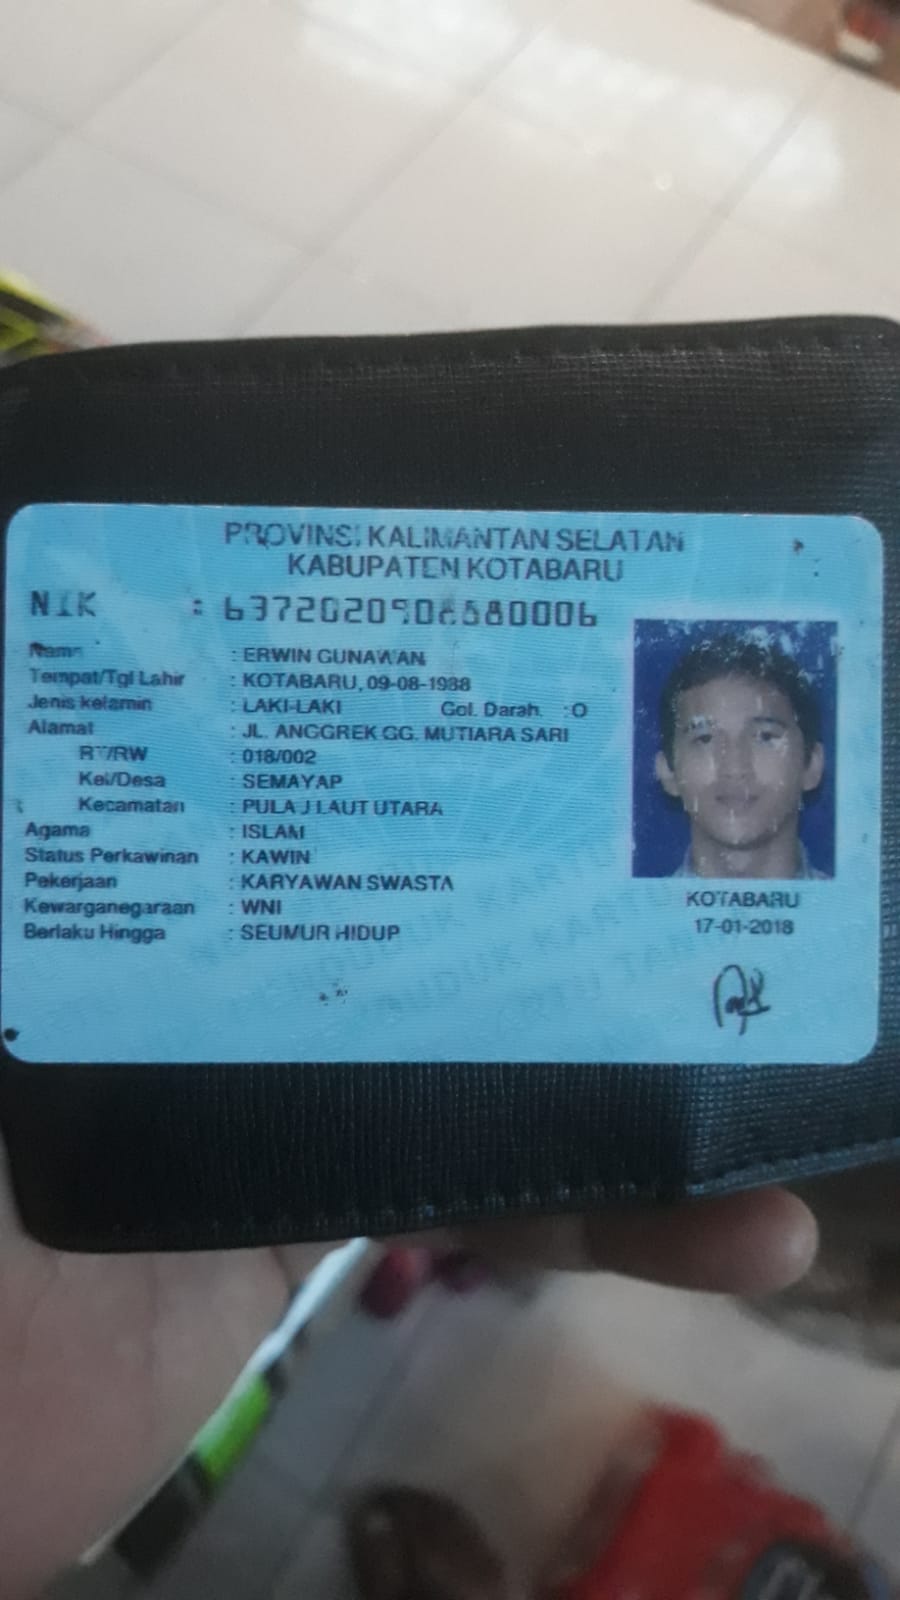 PROVINSI KALIMANTAN SELATAN
KABUPATEN KOTABARU
NIK :
Nama : ERWIN GUNAWAN
Tempat/Tgl Lahir : KOTABARU, 09-08-1988
Jenis kelamin : LAKI-LAKI Gol. Darah. : O
Alamat : JL. ANGGREK GG. MUTIARA SARI
RT/RW : 018/002
Kel/Desa : SEMAYAP
Kecamatan : PULAU LAUT UTARA
Agama : ISLAM
Status Perkawinan : KAWIN
Pekerjaan : KARYAWAN SWASTA
Kewarganegaraan : WNI
Berlaku Hingga : SEUMUR HIDUP
KOTABARU
17-01-2018